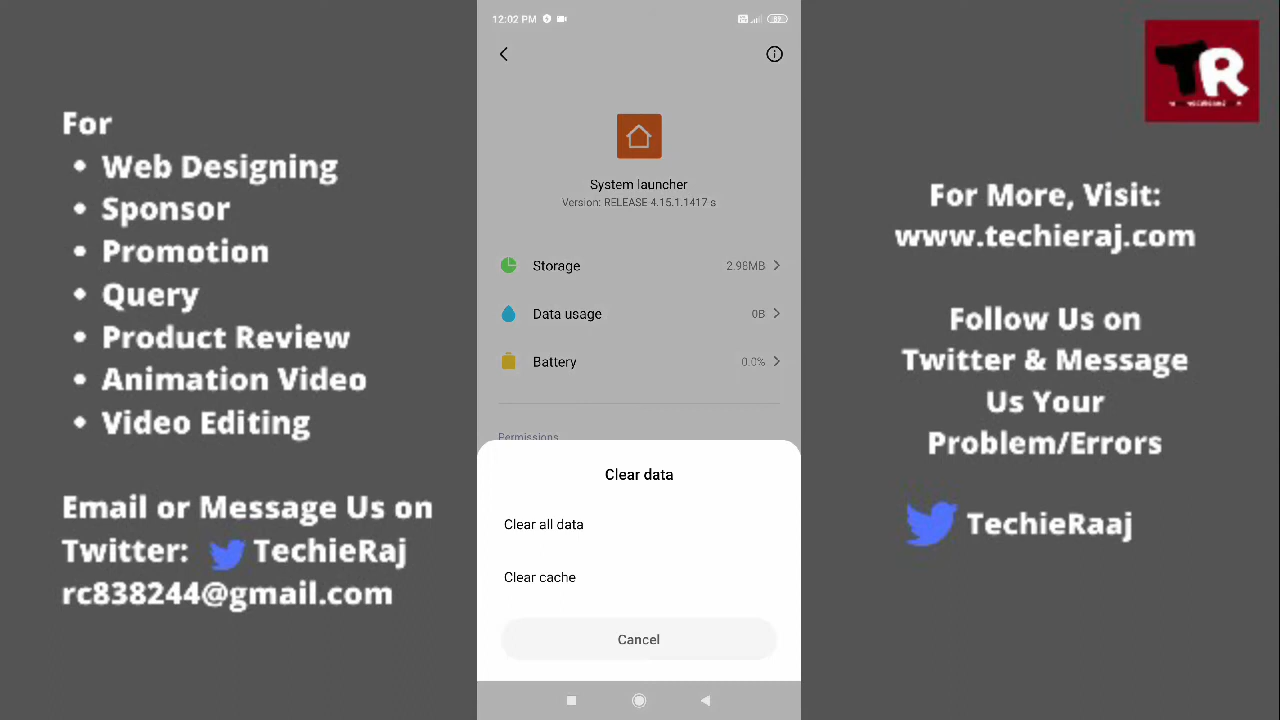 For
• Web Designing
• Sponsor
• Promotion
• Query
• Product Review
• Animation Video
• Video Editing
Email or Message Us on
Twitter: TechieRaj
rc838244@gmail.com
12:02 PM
System launcher
Version: RELEASE 4.15.1.1417 s
Storage 2.98MB
Data usage 0B
Battery 0.0%
Permissions
Clear data
Clear all data
Clear cache
Cancel
TR
For More, Visit:
www.techieraj.com
Follow Us on
Twitter & Message
Us Your
Problem/Errors
TechieRaaj